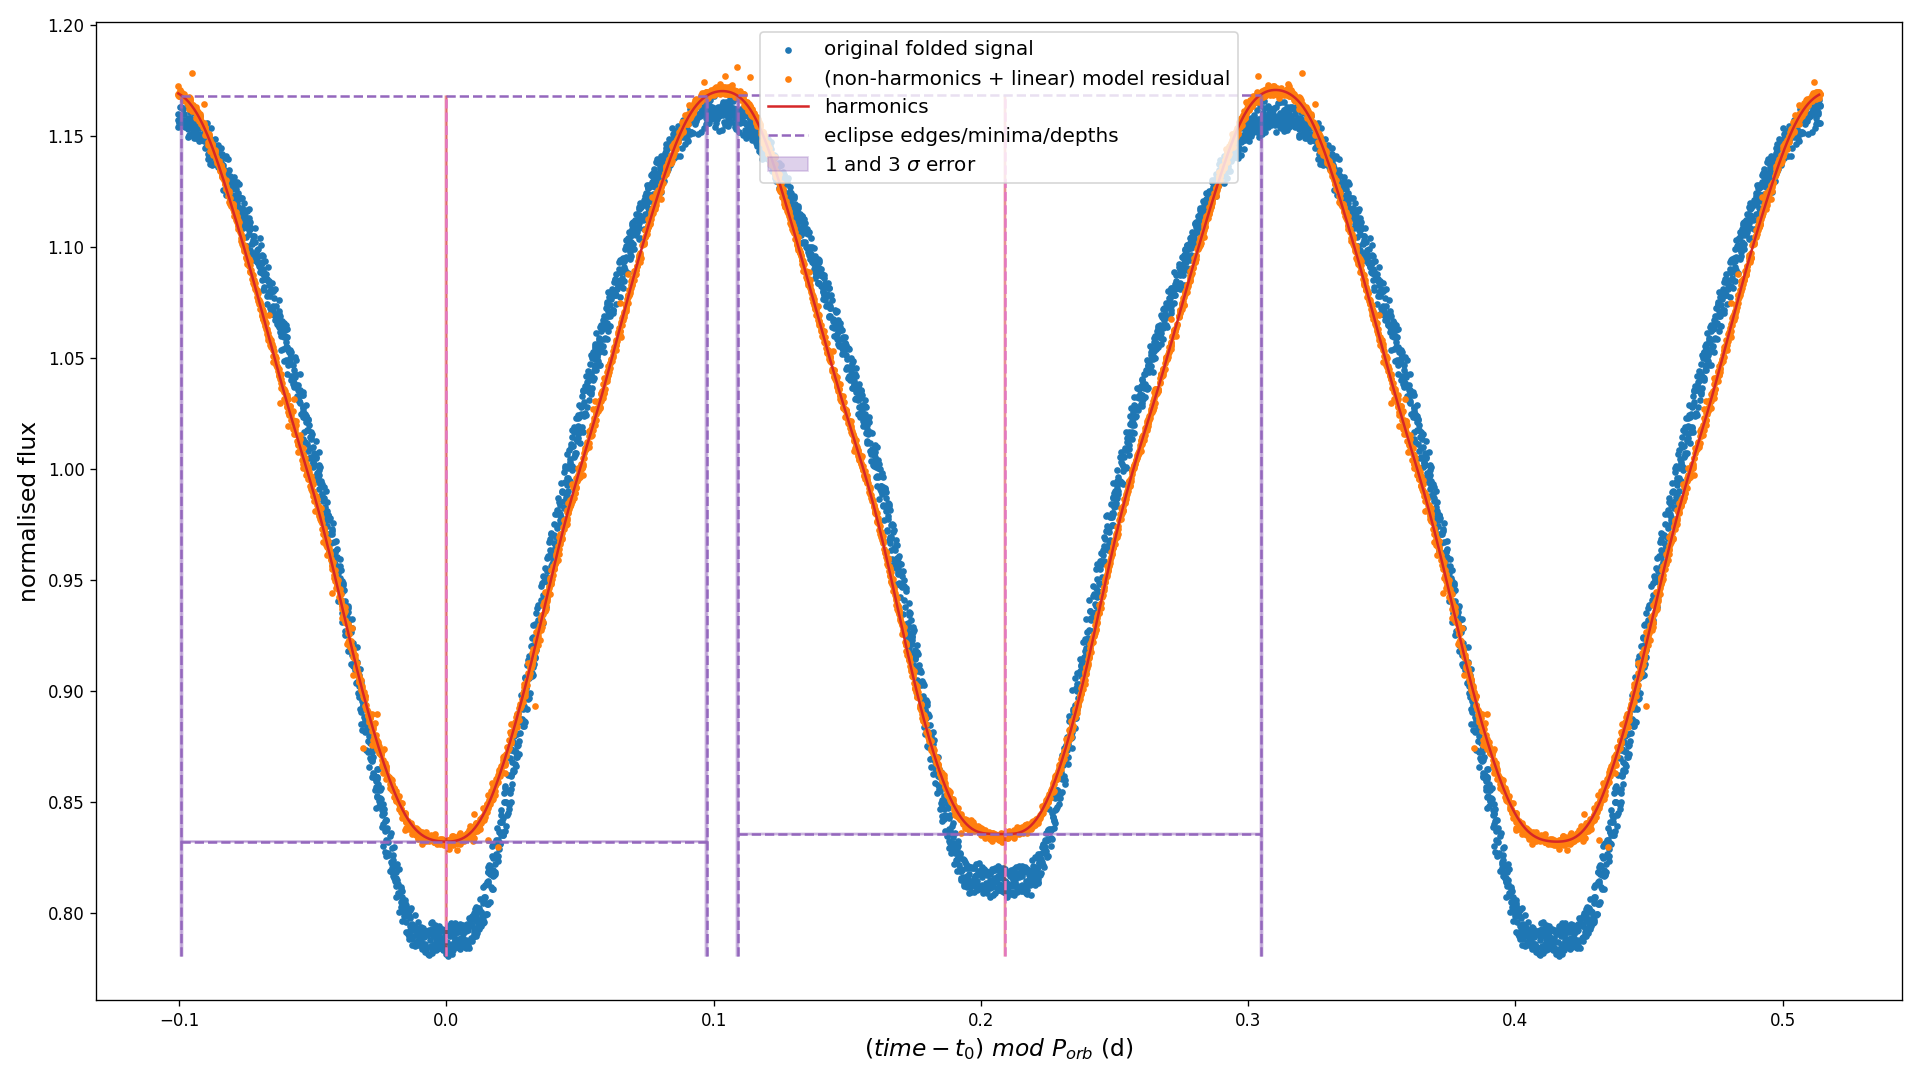 1.20
1.15
1.10
1.05
1.00
0.95
0.90
0.85
0.80
normalised flux
original folded signal
(non-harmonics + linear) model residual
harmonics
eclipse edges/minima/depths
1 and 3 σ error
−0.1 0.0 0.1 0.2 0.3 0.4 0.5
(time − t₀) mod Pₒᵣb (d)